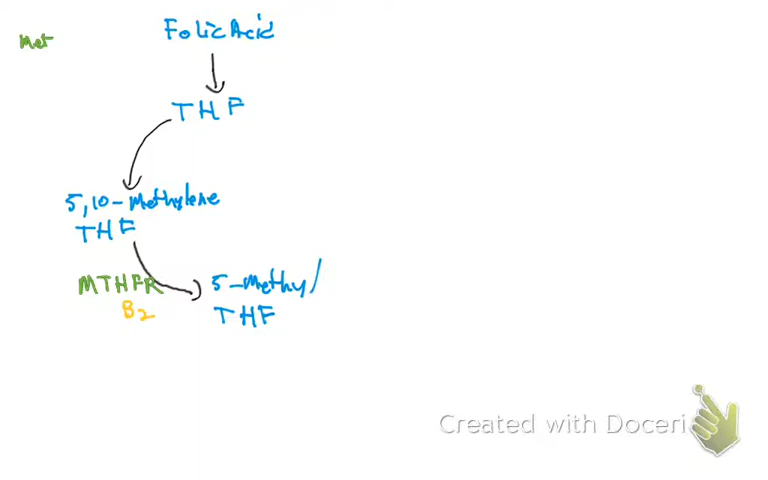 Folic Acid
Met
THF
5,10-Methylene
THF
MTHFR
B2
5-Methyl
THF
Created with Doceri